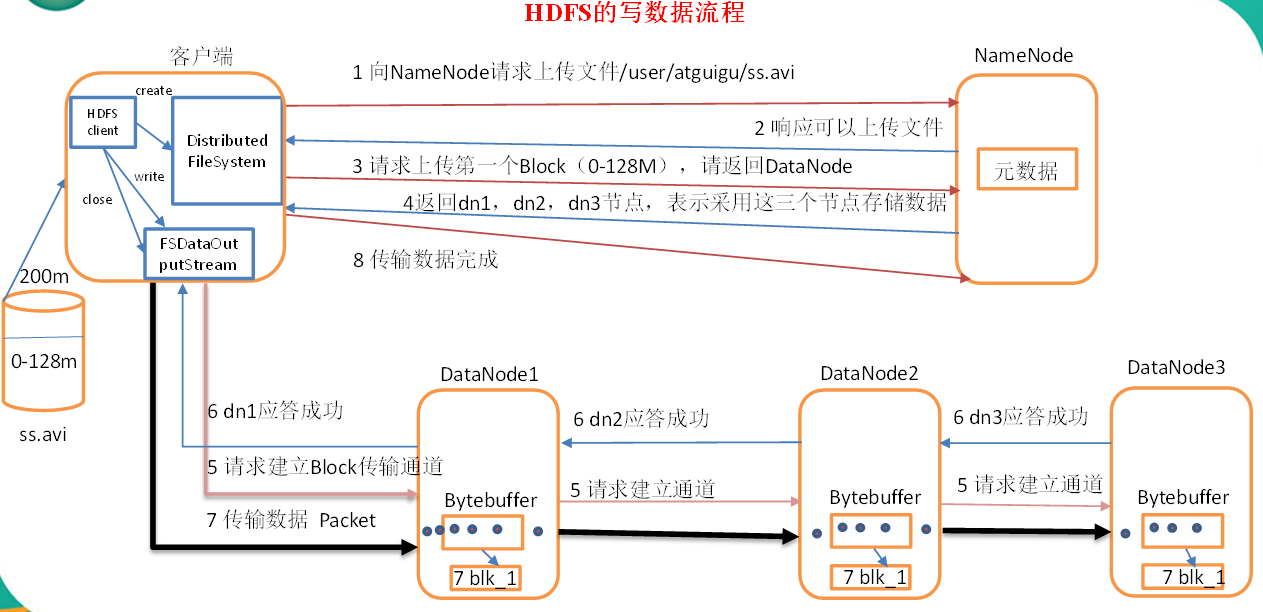 HDFS的写数据流程
客户端
NameNode
1 向NameNode请求上传文件/user/atguigu/ss.avi
create
HDFS
client
Distributed
FileSystem
2 响应可以上传文件
3 请求上传第一个Block（0-128M），请返回DataNode
元数据
write
close
4返回dn1，dn2，dn3节点，表示采用这三个节点存储数据
FSDataOut
putStream
8 传输数据完成
200m
0-128m
ss.avi
DataNode1
DataNode2
DataNode3
6 dn1应答成功
6 dn2应答成功
6 dn3应答成功
5 请求建立Block传输通道
5 请求建立通道
5 请求建立通道
Bytebuffer
Bytebuffer
Bytebuffer
7 传输数据 Packet
7 blk_1
7 blk_1
7 blk_1